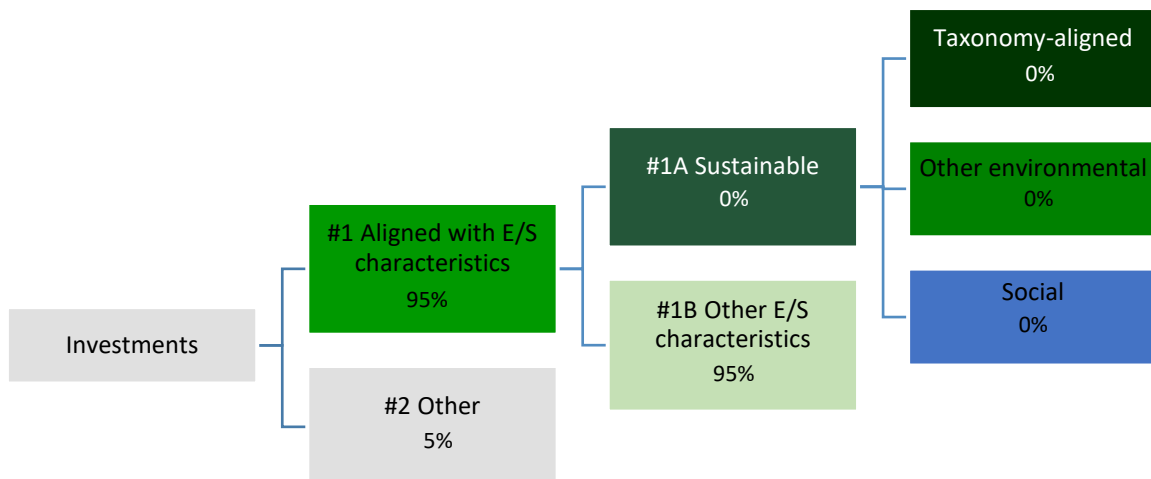 Investments
#1 Aligned with E/S
characteristics
95%
#2 Other
5%
#1A Sustainable
0%
#1B Other E/S
characteristics
95%
Taxonomy-aligned
0%
Other environmental
0%
Social
0%